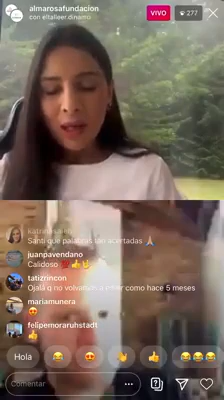 almarosafundacion
con eltalleer.dinamo
VIVO
277
Santi que palabras tan acertadas
juanpavendano
Calidoso
tatizrincon
Ojalá q no volvamos a vivir como hace 5 meses
mariamunera
felipemoraruhstadt
Hola
Comentar